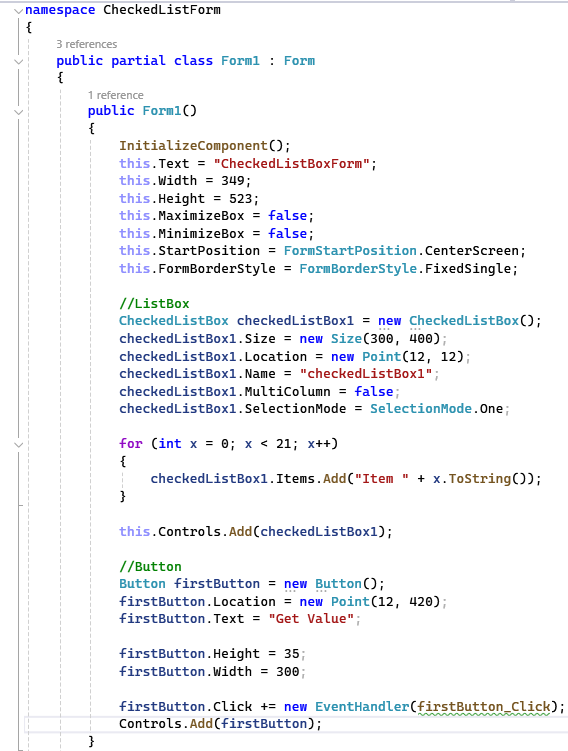 namespace CheckedListForm
{
3 references
public partial class Form1 : Form
{
1 reference
public Form1()
{
InitializeComponent();
this.Text = "CheckedListBoxForm";
this.Width = 349;
this.Height = 523;
this.MaximizeBox = false;
this.MinimizeBox = false;
this.StartPosition = FormStartPosition.CenterScreen;
this.FormBorderStyle = FormBorderStyle.FixedSingle;
//ListBox
CheckedListBox checkedListBox1 = new CheckedListBox();
checkedListBox1.Size = new Size(300, 400);
checkedListBox1.Location = new Point(12, 12);
checkedListBox1.Name = "checkedListBox1";
checkedListBox1.MultiColumn = false;
checkedListBox1.SelectionMode = SelectionMode.One;
for (int x = 0; x < 21; x++)
{
checkedListBox1.Items.Add("Item " + x.ToString());
}
this.Controls.Add(checkedListBox1);
//Button
Button firstButton = new Button();
firstButton.Location = new Point(12, 420);
firstButton.Text = "Get Value";
firstButton.Height = 35;
firstButton.Width = 300;
firstButton.Click += new EventHandler(firstButton_Click);
Controls.Add(firstButton);
}